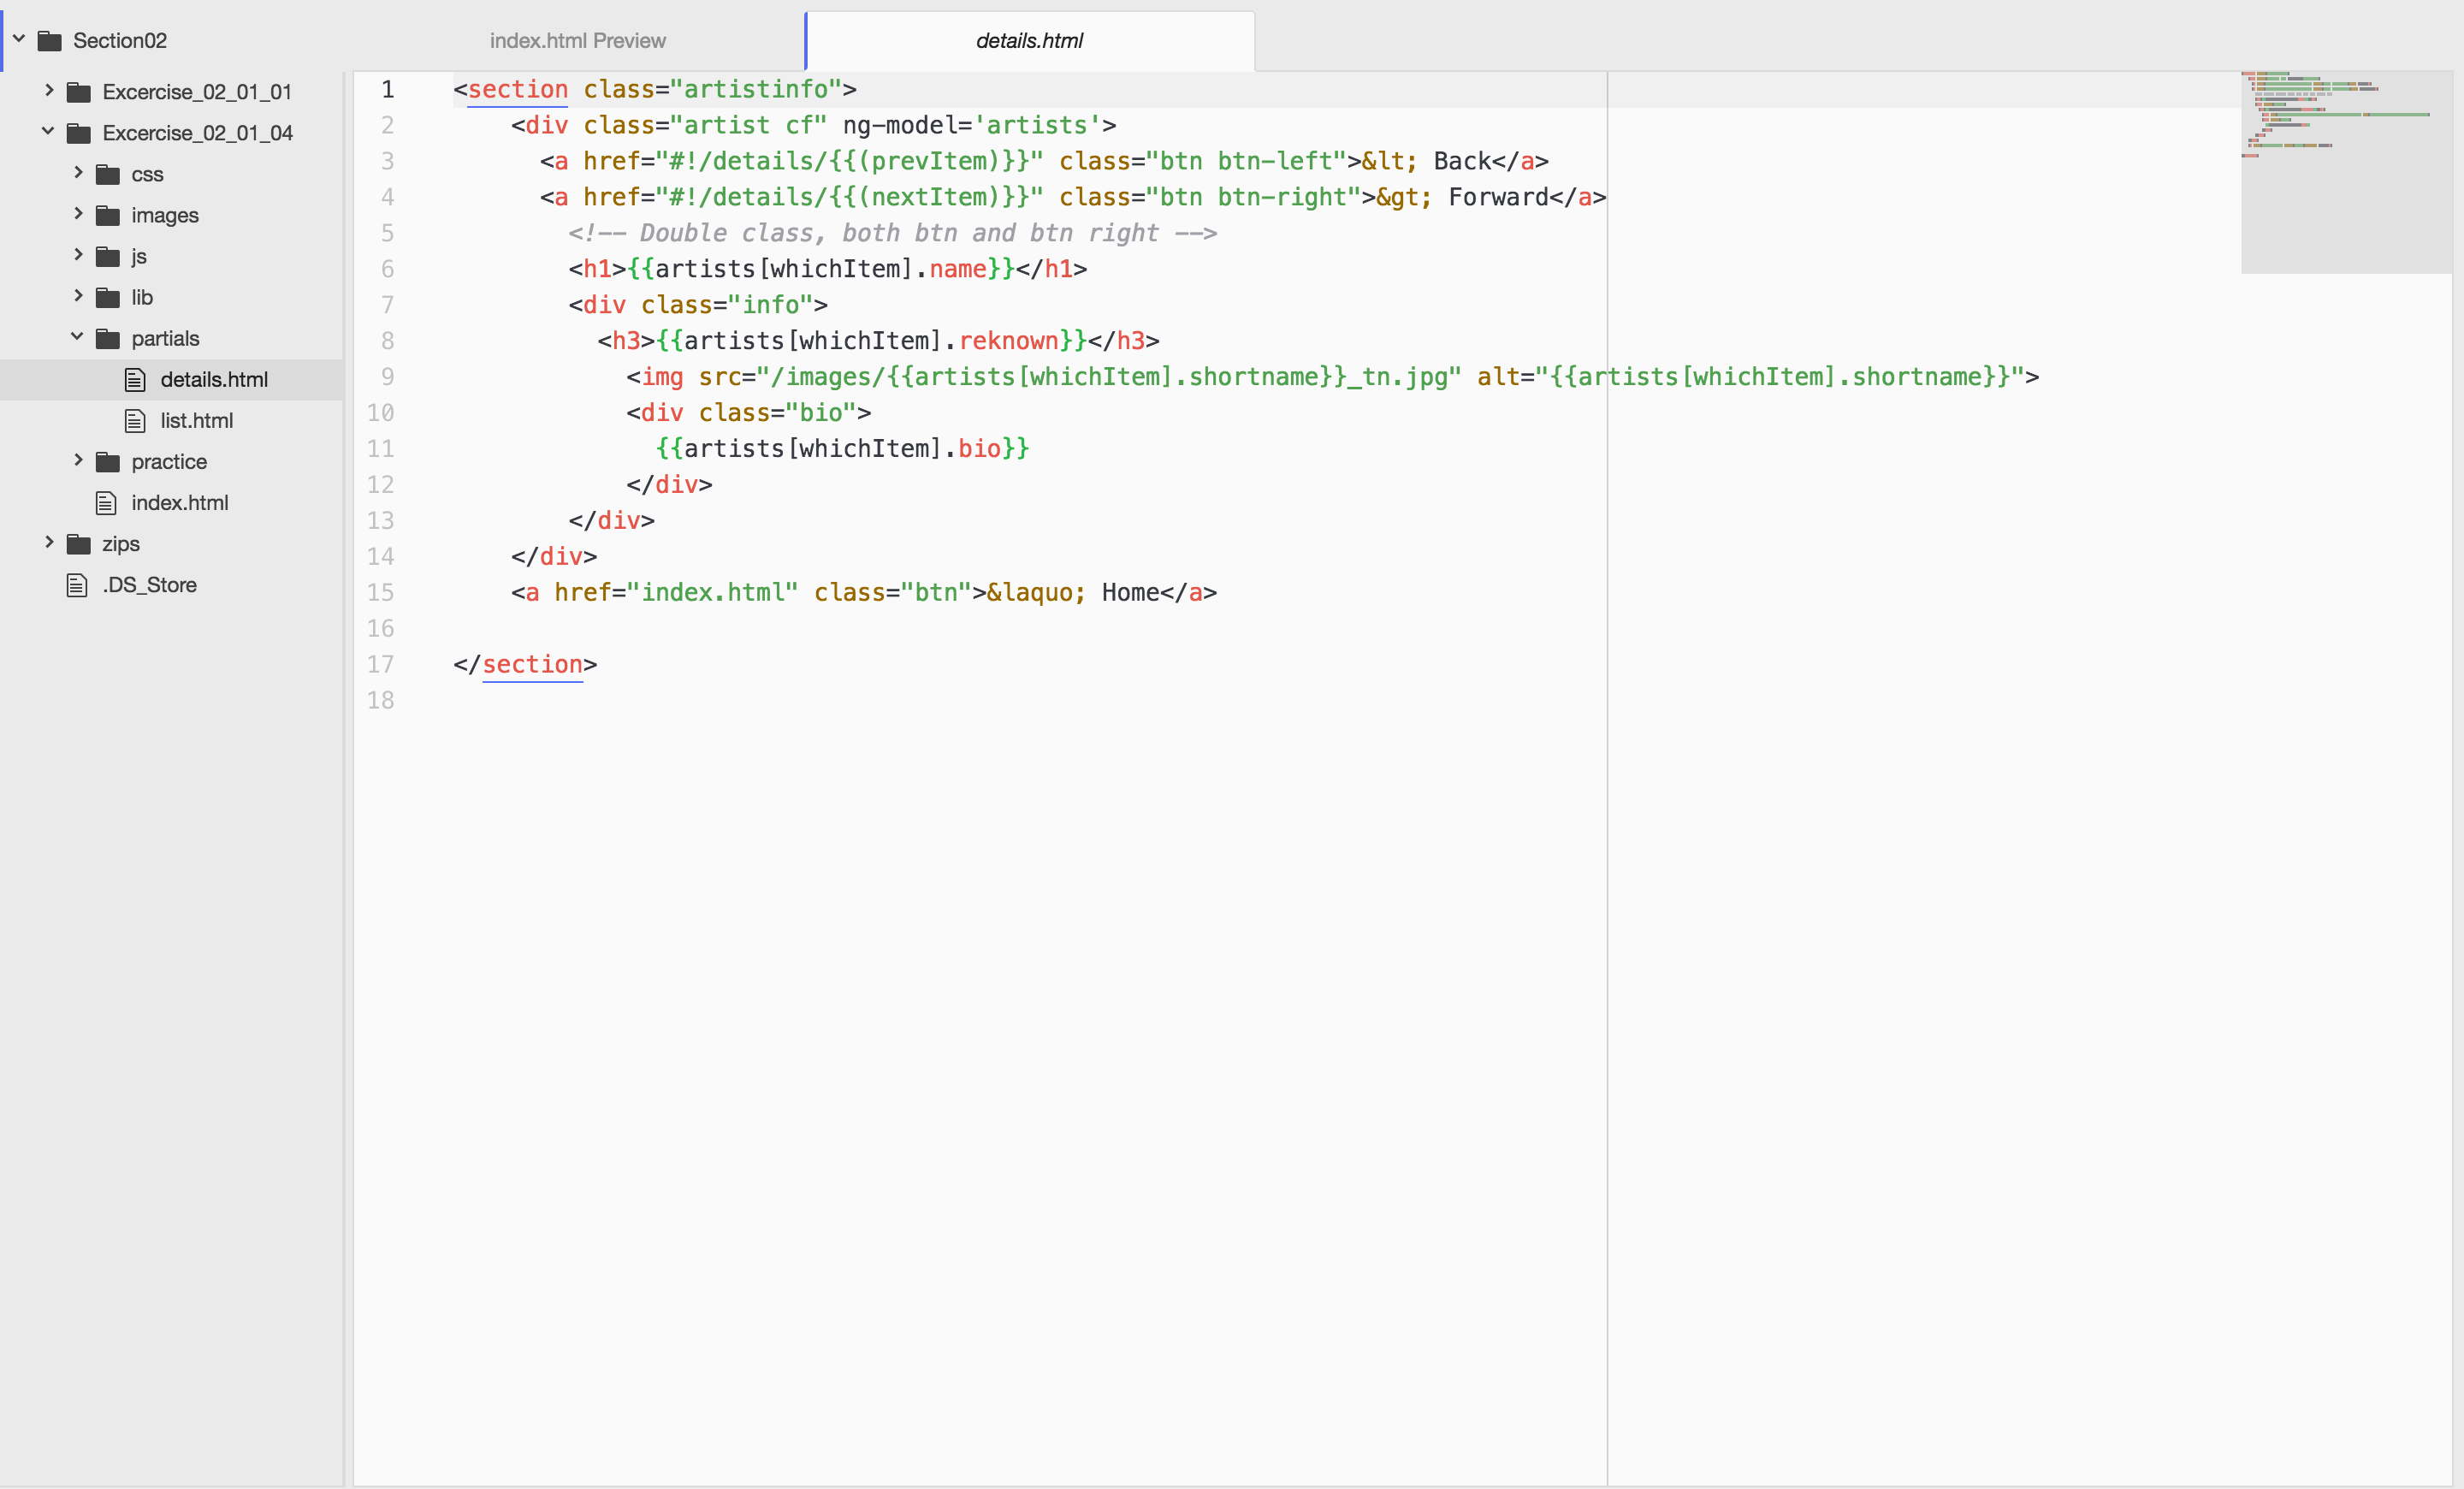 Section02
Excercise_02_01_01
Excercise_02_01_04
css
images
js
lib
partials
details.html
list.html
practice
index.html
zips
.DS_Store
index.html Preview
details.html
1 <section class="artistinfo">
2 <div class="artist cf" ng-model='artists'>
3 <a href="#!/details/{{(prevItem)}}" class="btn btn-left">&lt; Back</a>
4 <a href="#!/details/{{(nextItem)}}" class="btn btn-right">&gt; Forward</a>
5 <!-- Double class, both btn and btn right -->
6 <h1>{{artists[whichItem].name}}</h1>
7 <div class="info">
8 <h3>{{artists[whichItem].reknown}}</h3>
9 <img src="/images/{{artists[whichItem].shortname}}_tn.jpg" alt="{{artists[whichItem].shortname}}">
10 <div class="bio">
11 {{artists[whichItem].bio}}
12 </div>
13 </div>
14 </div>
15 <a href="index.html" class="btn">&laquo; Home</a>
16
17 </section>
18